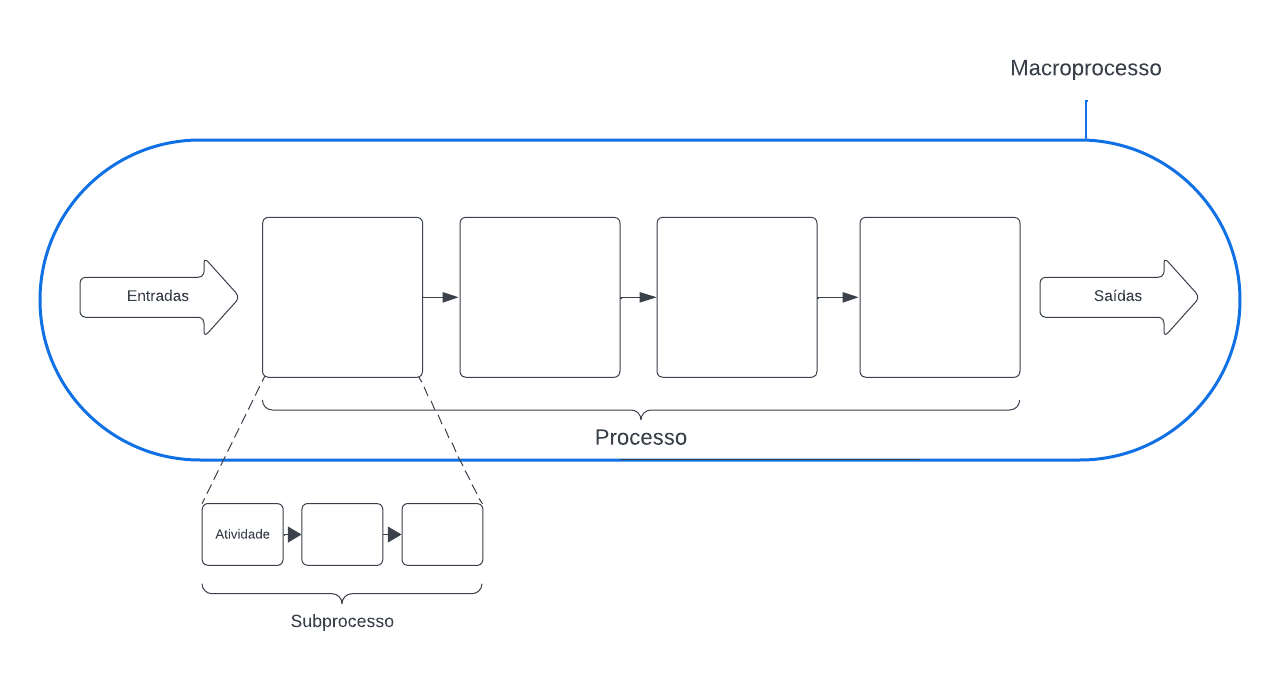 Macroprocesso
Entradas
Saídas
Processo
Atividade
Subprocesso